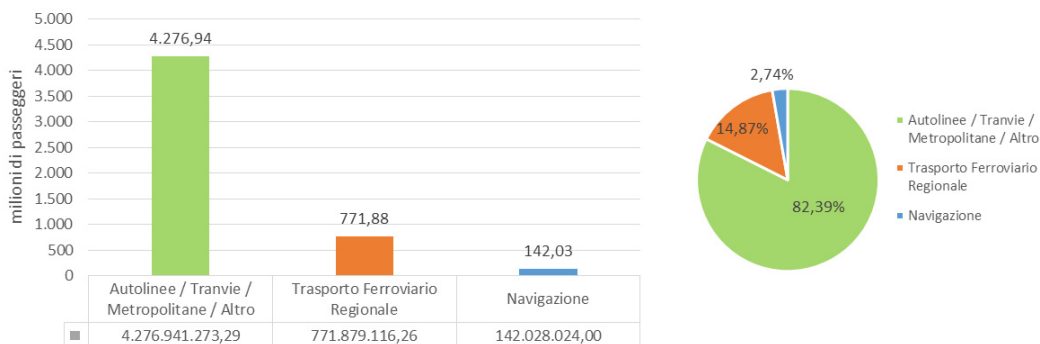 milioni di passeggeri
5.000
4.500
4.000
3.500
3.000
2.500
2.000
1.500
1.000
500
0
4.276,94
771,88
142,03
Autolinee / Tranvie /
Metropolitane / Altro
Trasporto Ferroviario
Regionale
Navigazione
4.276.941.273,29
771.879.116,26
142.028.024,00
2,74%
14,87%
82,39%
Autolinee / Tranvie /
Metropolitane / Altro
Trasporto Ferroviario
Regionale
Navigazione